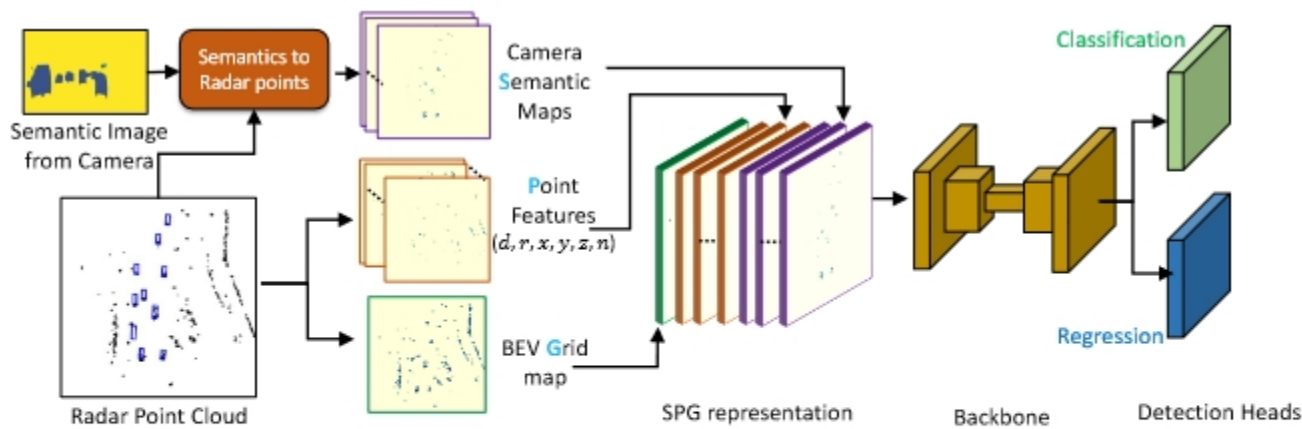 Semantics to
Radar points
Semantic Image
from Camera
Camera
Semantic
Maps
Point
Features
(d, r, x, y, z, n)
BEV Grid
map
Radar Point Cloud
SPG representation
Backbone
Classification
Regression
Detection Heads